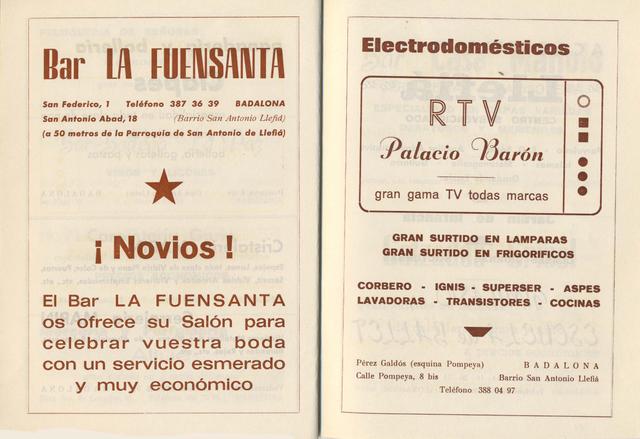 Bar LA FUENSANTA
San Federico, 1 Teléfono 387 36 39 BADALONA
San Antonio Abad, 18 (Barrio San Antonio Llefiá)
(a 50 metros de la Parroquia de San Antonio de Llefiá)
¡ Novios !
El Bar LA FUENSANTA
os ofrece su Salón para
celebrar vuestra boda
con un servicio esmerado
y muy económico
Electrodomésticos
RTV
Palacio Barón
gran gama TV todas marcas
GRAN SURTIDO EN LAMPARAS
GRAN SURTIDO EN FRIGORIFICOS
CORBERO - IGNIS - SUPERSER - ASPES
LAVADORAS - TRANSISTORES - COCINAS
Pérez Galdós (esquina Pompeya) BADALONA
Calle Pompeya, 8 bis Barrio San Antonio Llefiá
Teléfono 388 04 97